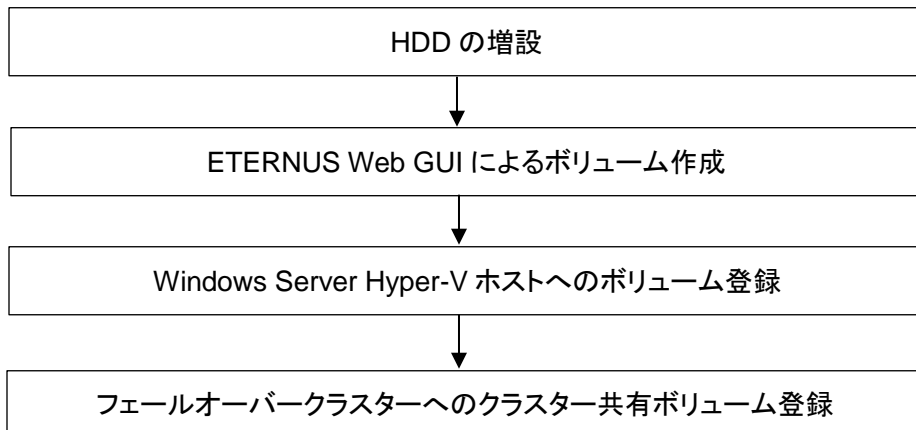 HDD の増設
ETERNUS Web GUI によるボリューム作成
Windows Server Hyper-V ホストへのボリューム登録
フェールオーバークラスターへのクラスター共有ボリューム登録